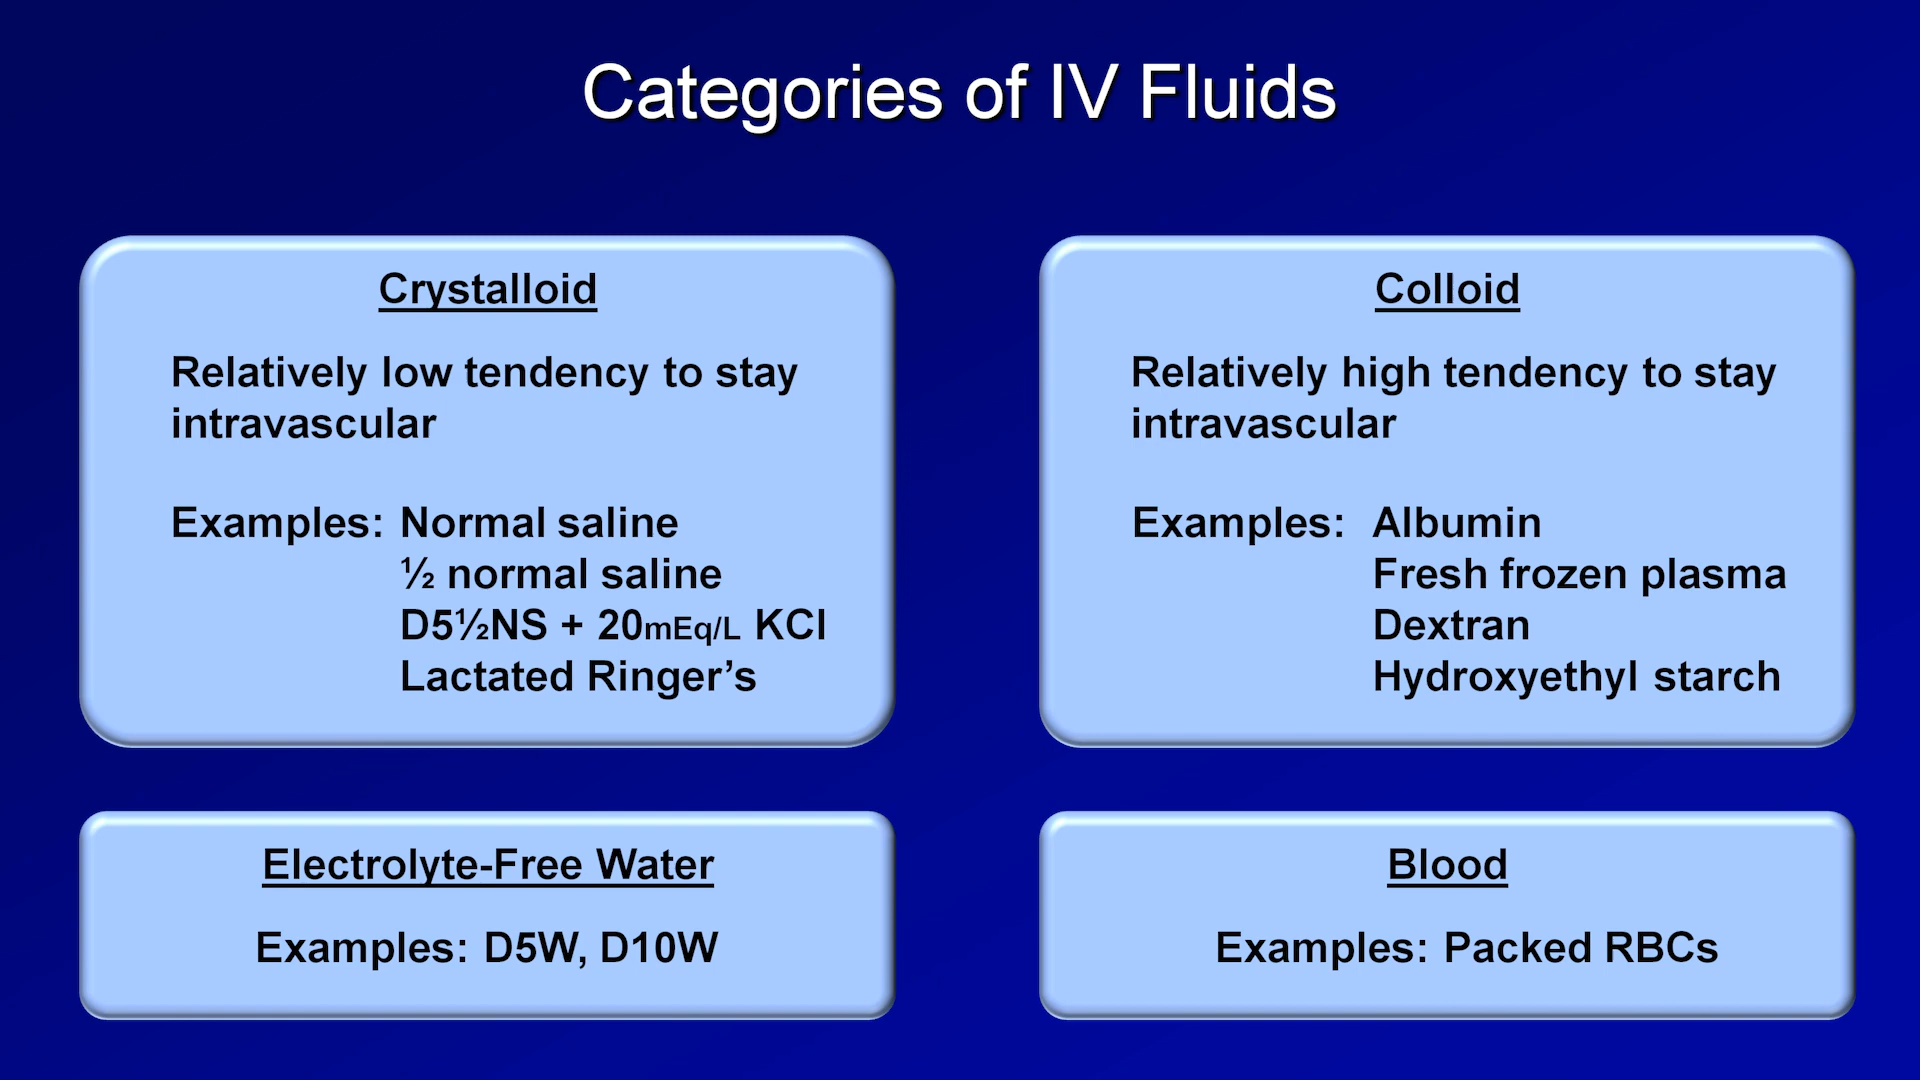 Categories of IV Fluids
Crystalloid
Relatively low tendency to stay
intravascular
Examples: Normal saline
½ normal saline
D5½NS + 20mEq/L KCl
Lactated Ringer’s
Colloid
Relatively high tendency to stay
intravascular
Examples: Albumin
Fresh frozen plasma
Dextran
Hydroxyethyl starch
Electrolyte-Free Water
Examples: D5W, D10W
Blood
Examples: Packed RBCs